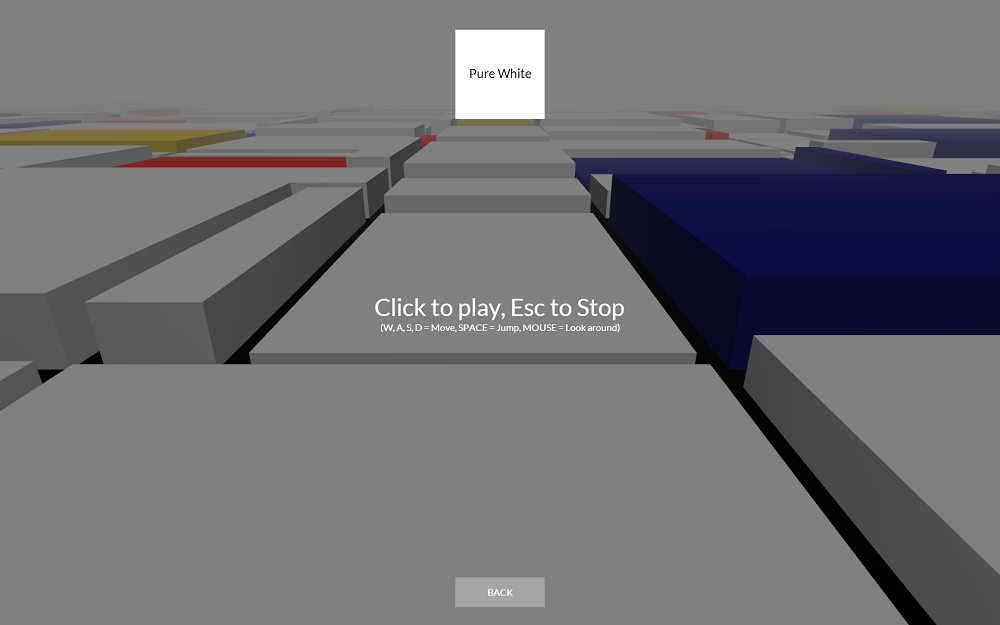 Pure White
Click to play, Esc to Stop
(W, A, S, D = Move, SPACE = Jump, MOUSE = Look around)
BACK